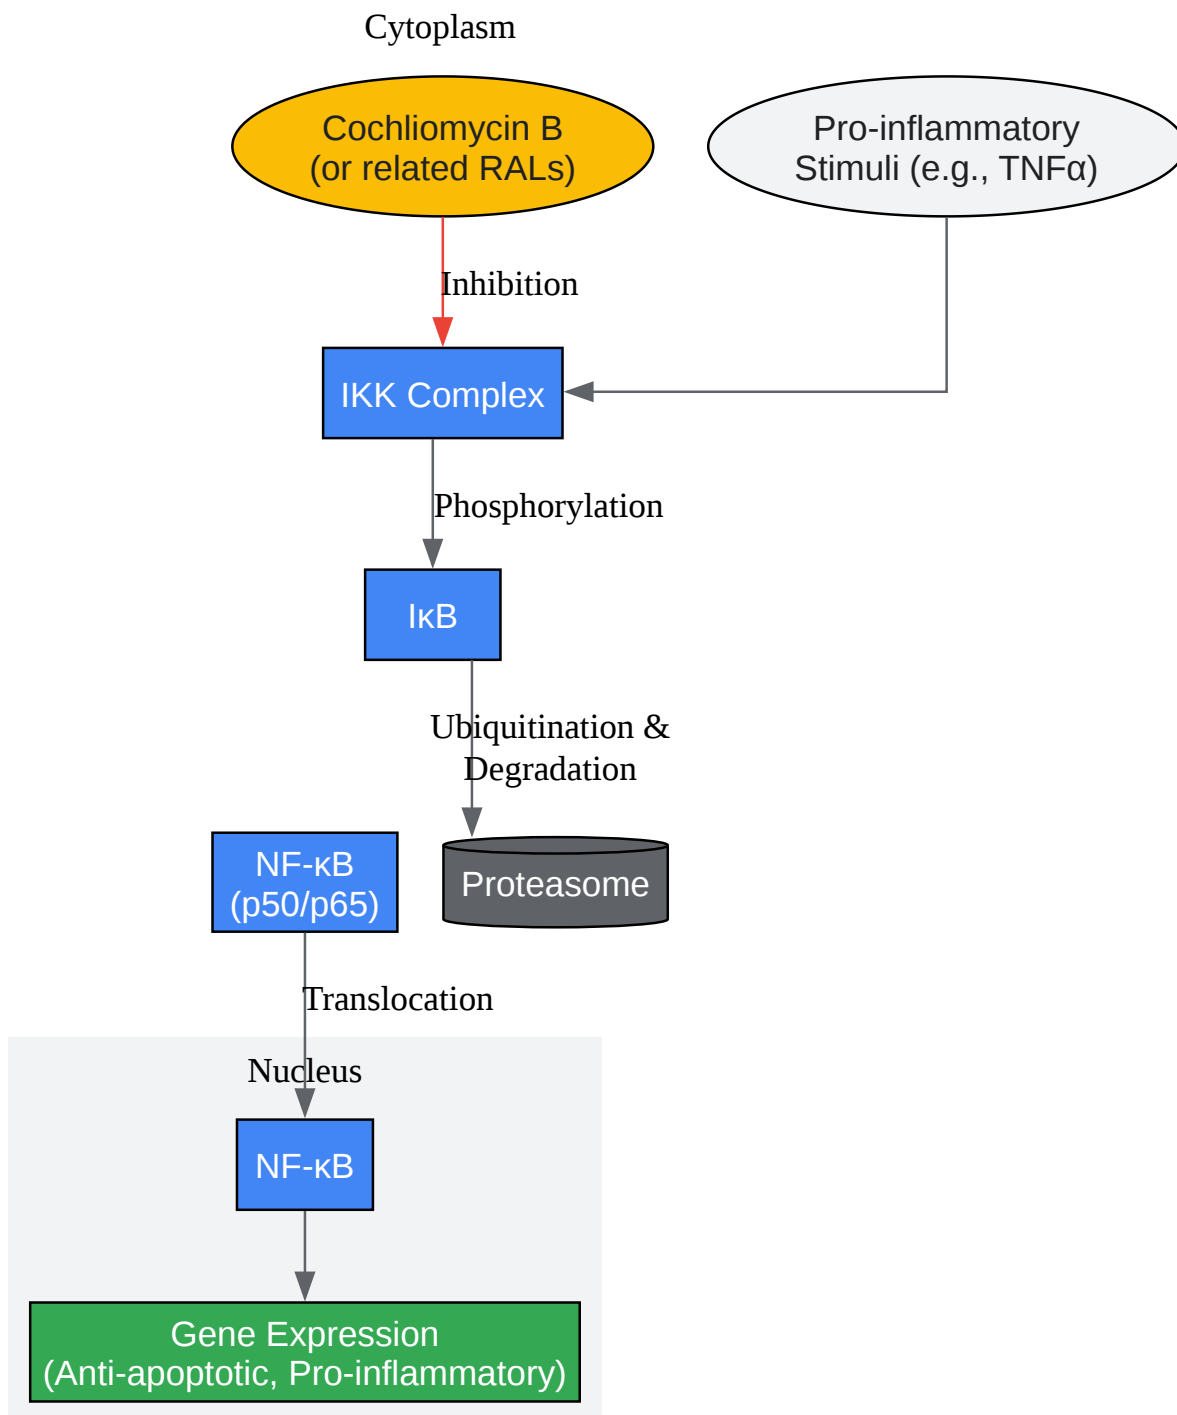 Cytoplasm
Cochliomycin B
(or related RALs)
Pro-inflammatory
Stimuli (e.g., TNFα)
Inhibition
IKK Complex
Phosphorylation
IκB
Ubiquitination &
Degradation
NF-κB
(p50/p65)
Proteasome
Translocation
Nucleus
NF-κB
Gene Expression
(Anti-apoptotic, Pro-inflammatory)